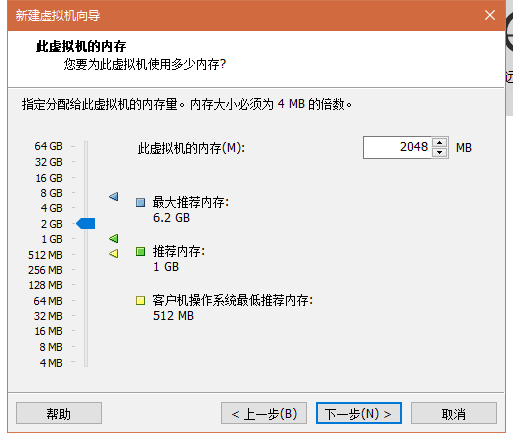 新建虚拟机向导
此虚拟机的内存
您要为此虚拟机使用多少内存?
指定分配给此虚拟机的内存量。内存大小必须为 4 MB 的倍数。
此虚拟机的内存(M):
2048 MB
64 GB
32 GB
16 GB
8 GB
4 GB
2 GB
1 GB
512 MB
256 MB
128 MB
64 MB
32 MB
16 MB
8 MB
4 MB
最大推荐内存:
6.2 GB
推荐内存:
1 GB
客户机操作系统最低推荐内存:
512 MB
帮助
< 上一步(B)
下一步(N) >
取消